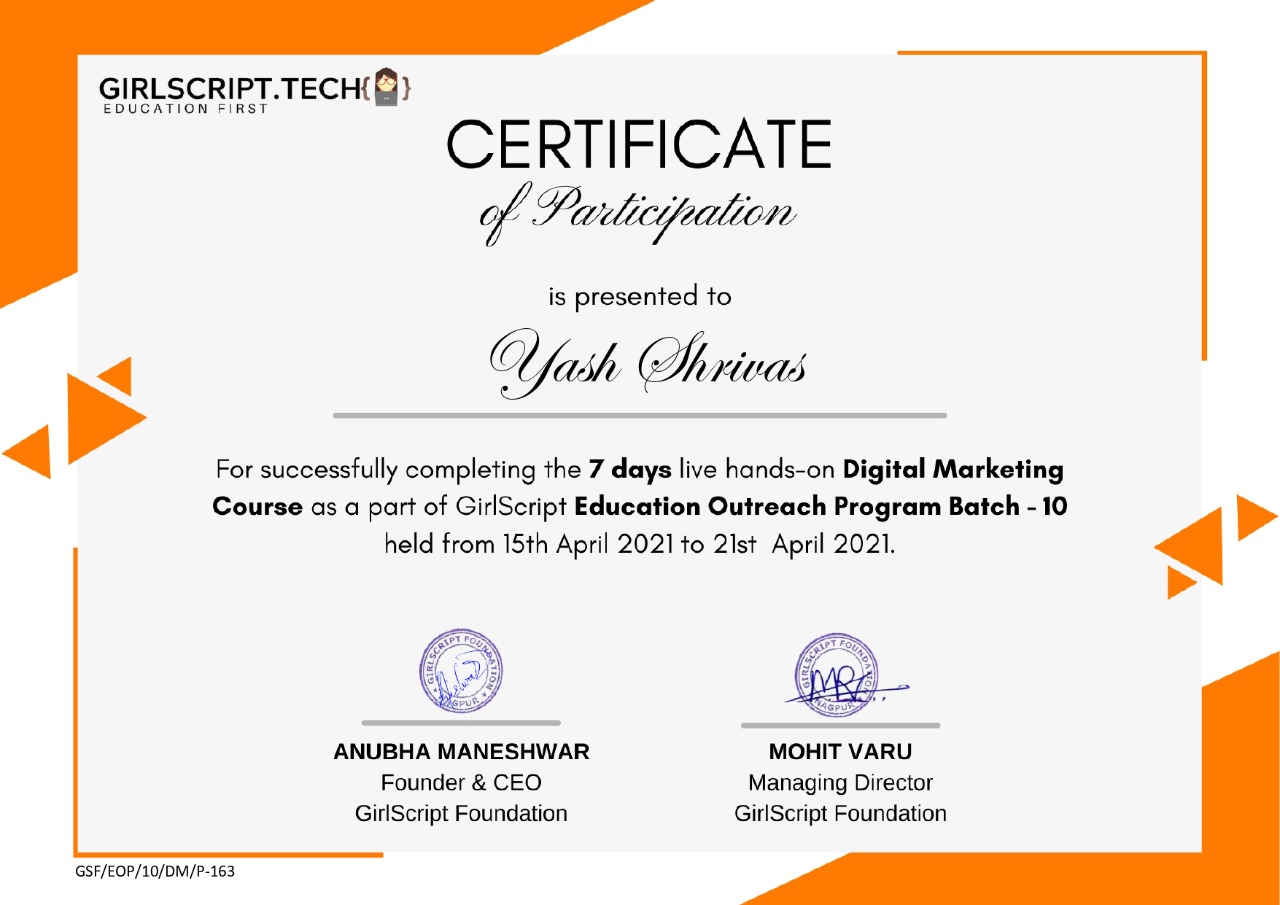 GIRLSCRIPT.TECH{ }
EDUCATION FIRST
CERTIFICATE
of Participation
is presented to
Yash Shrivas
For successfully completing the 7 days live hands-on Digital Marketing
Course as a part of GirlScript Education Outreach Program Batch - 10
held from 15th April 2021 to 21st  April 2021.
GIRLSCRIPT FOUNDATION
GIRLSCRIPT FOUNDATION
NAGPUR
ANUBHA MANESHWAR
Founder & CEO
GirlScript Foundation
MOHIT VARU
Managing Director
GirlScript Foundation
GSF/EOP/10/DM/P-163